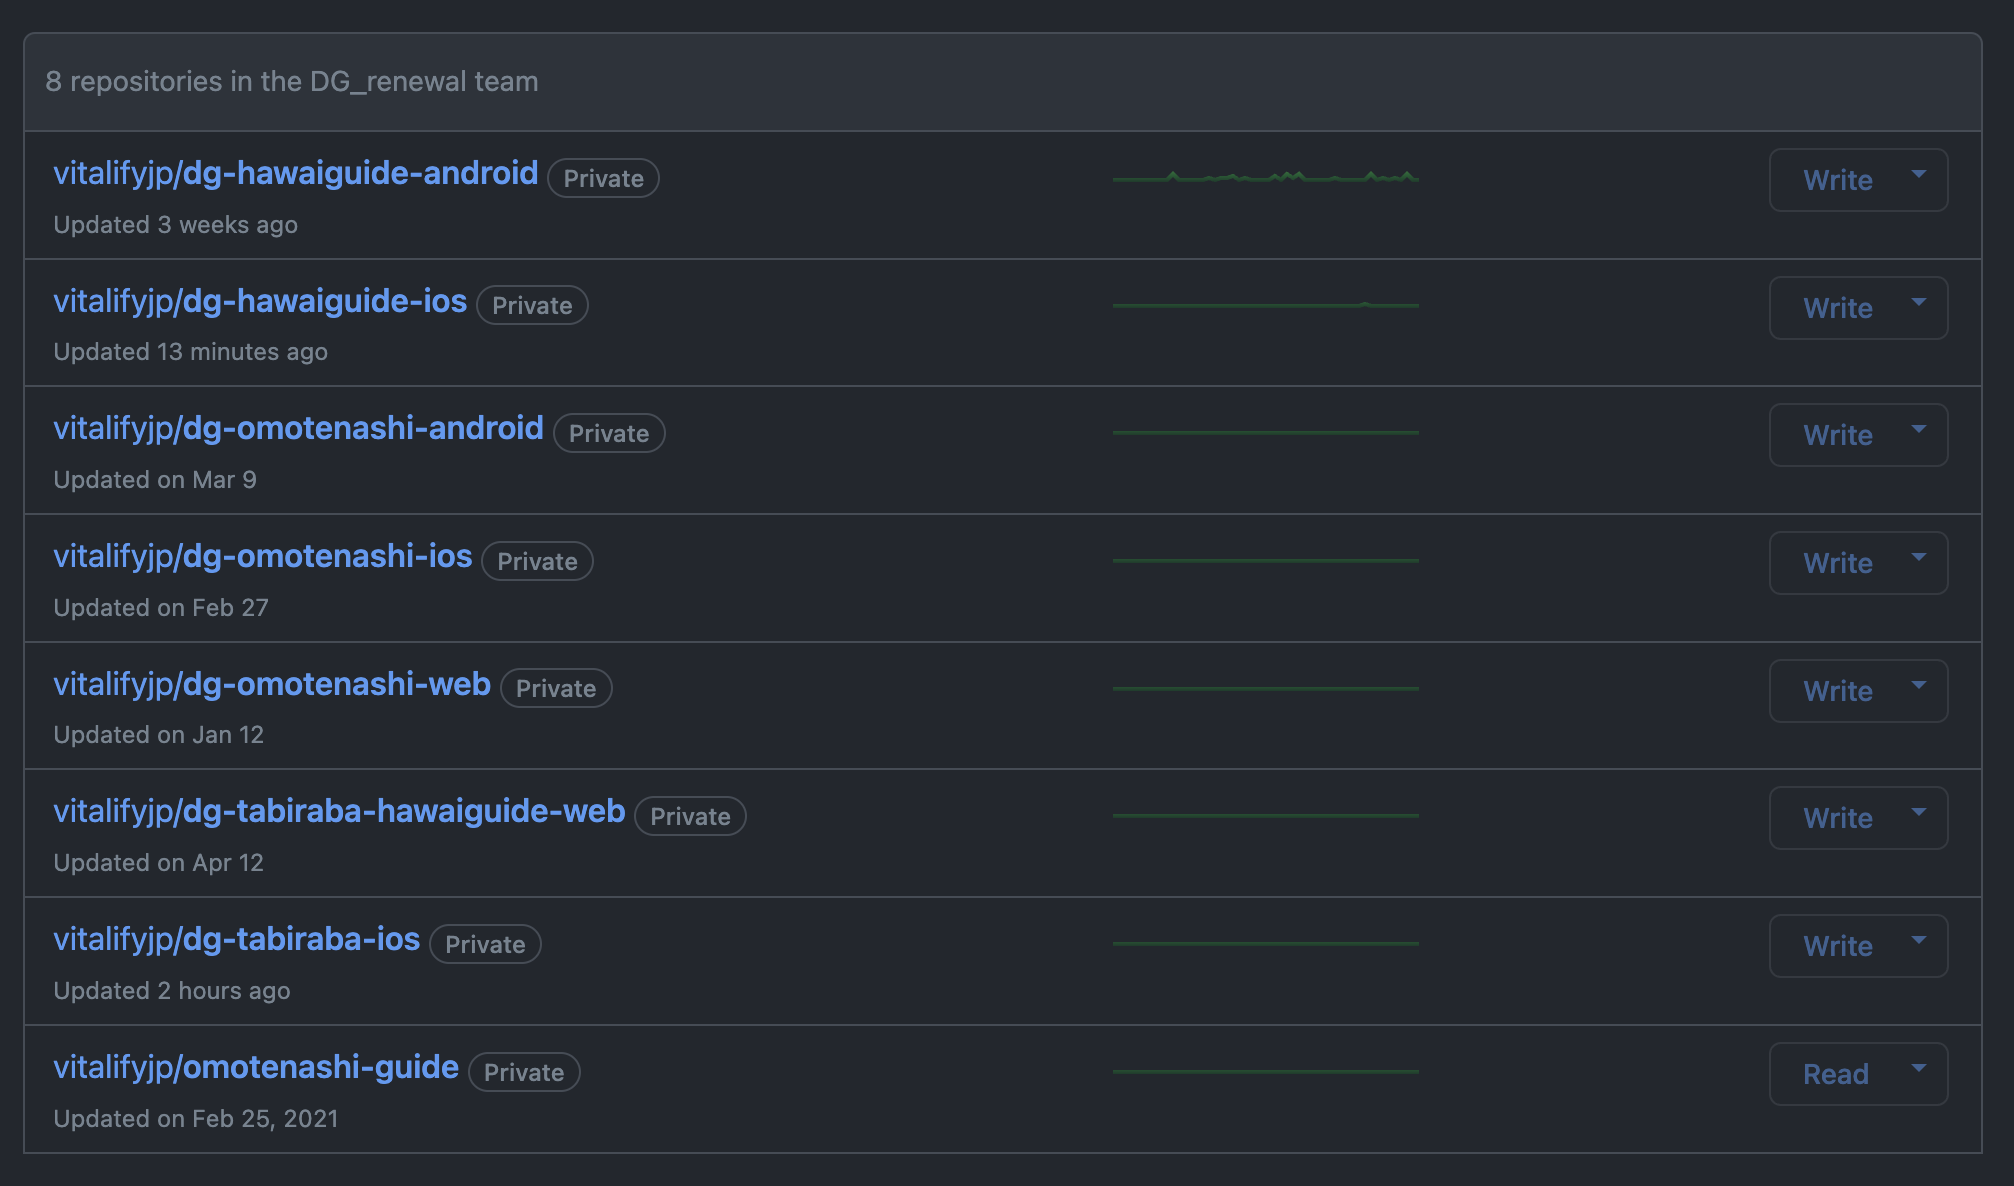 8 repositories in the DG_renewal team
vitalifyjp/dg-hawaiguide-android Private Write
Updated 3 weeks ago
vitalifyjp/dg-hawaiguide-ios Private Write
Updated 13 minutes ago
vitalifyjp/dg-omotenashi-android Private Write
Updated on Mar 9
vitalifyjp/dg-omotenashi-ios Private Write
Updated on Feb 27
vitalifyjp/dg-omotenashi-web Private Write
Updated on Jan 12
vitalifyjp/dg-tabiraba-hawaiguide-web Private Write
Updated on Apr 12
vitalifyjp/dg-tabiraba-ios Private Write
Updated 2 hours ago
vitalifyjp/omotenashi-guide Private Read
Updated on Feb 25, 2021